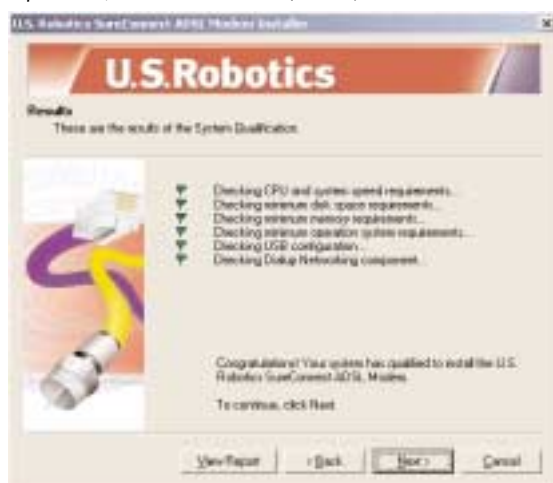 U.S. Robotics SureConnect ADSL Modem Installer
U.S.Robotics
Results
These are the results of the System Qualification.
Checking CPU and system speed requirements...
Checking minimum disk space requirements...
Checking minimum memory requirements...
Checking minimum operation system requirements...
Checking USB configuration...
Checking Dialup Networking component...
Congratulations! Your system has qualified to install the U.S.
Robotics SureConnect ADSL Modem.
To continue, click Next
View Report
< Back
Next >
Cancel